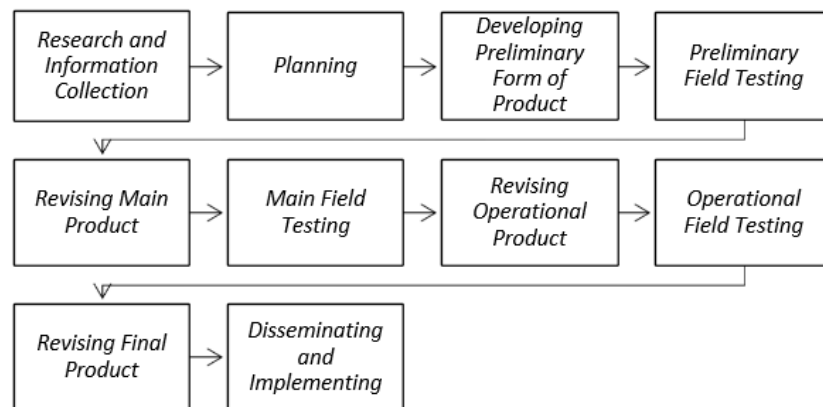 Research and
Information
Collection
Planning
Developing
Preliminary
Form of
Product
Preliminary
Field Testing
Revising Main
Product
Main Field
Testing
Revising
Operational
Product
Operational
Field Testing
Revising Final
Product
Disseminating
and
Implementing